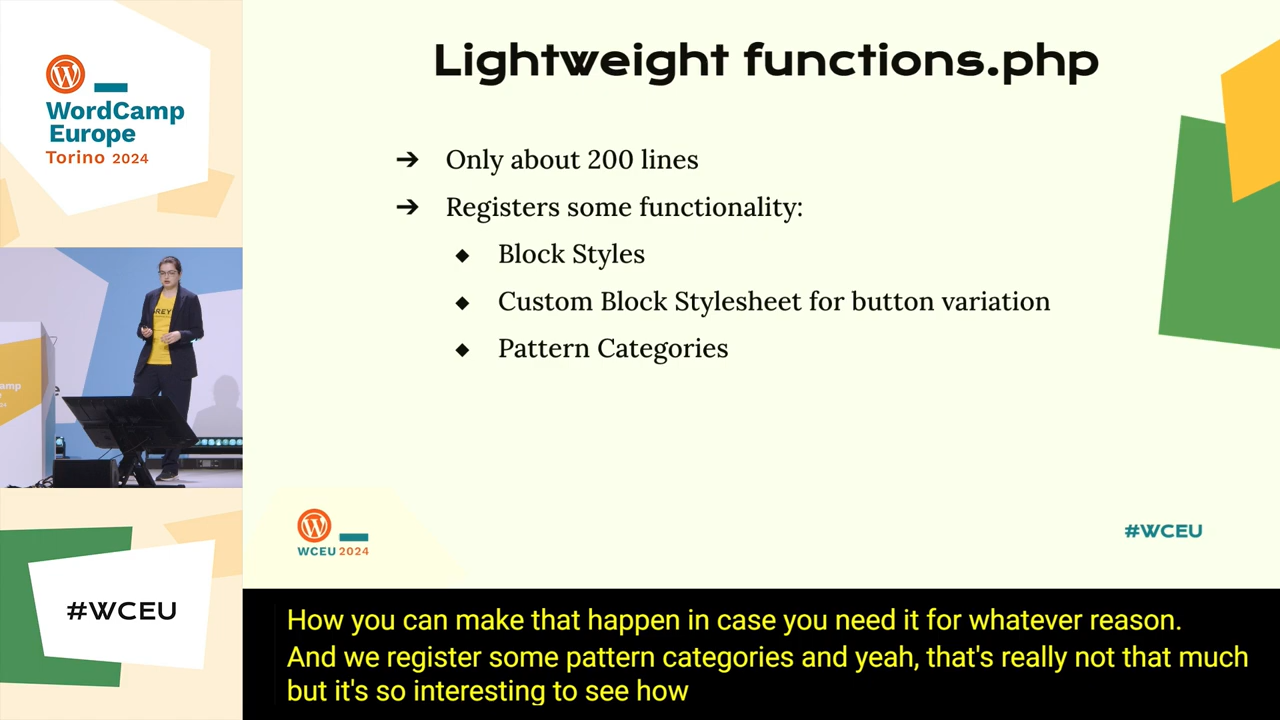 WordCamp
Europe
Torino 2024
Lightweight functions.php
➔ Only about 200 lines
➔ Registers some functionality:
◆ Block Styles
◆ Custom Block Stylesheet for button variation
◆ Pattern Categories
WCEU 2024
#WCEU
#WCEU
How you can make that happen in case you need it for whatever reason.
And we register some pattern categories and yeah, that's really not that much
but it's so interesting to see how